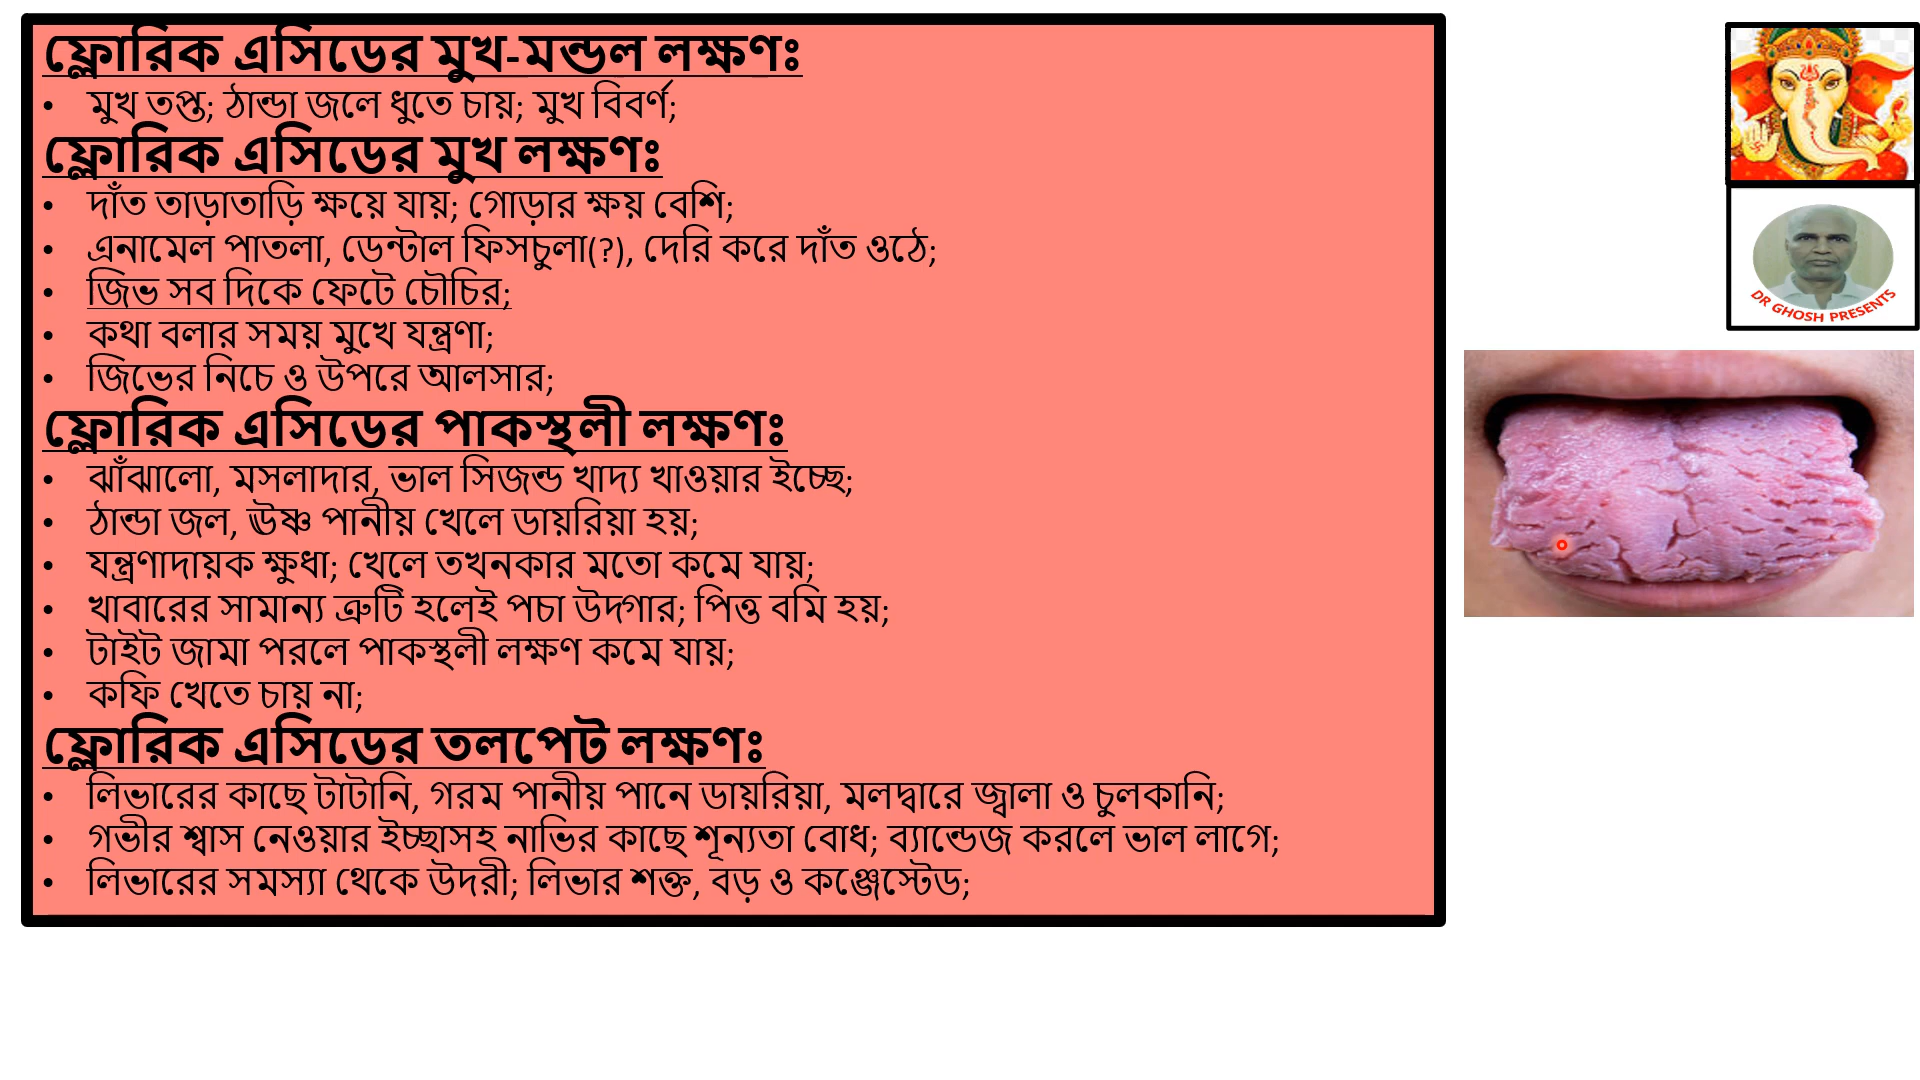 ফ্লোরিক এসিডের মুখ-মন্ডল লক্ষণঃ
• মুখ তপ্ত; ঠান্ডা জলে ধুতে চায়; মুখ বিবর্ণ;
ফ্লোরিক এসিডের মুখ লক্ষণঃ
• দাঁত তাড়াতাড়ি ক্ষয়ে যায়; গোড়ার ক্ষয় বেশি;
• এনামেল পাতলা, ডেন্টাল ফিসচুলা(?), দেরি করে দাঁত ওঠে;
• জিভ সব দিকে ফেটে চৌচির;
• কথা বলার সময় মুখে যন্ত্রণা;
• জিভের নিচে ও উপরে আলসার;
ফ্লোরিক এসিডের পাকস্থলী লক্ষণঃ
• ঝাঁঝালো, মসলাদার, ভাল সিজন্ড খাদ্য খাওয়ার ইচ্ছে;
• ঠান্ডা জল, ঊষ্ণ পানীয় খেলে ডায়রিয়া হয়;
• যন্ত্রণাদায়ক ক্ষুধা; খেলে তখনকার মতো কমে যায়;
• খাবারের সামান্য ত্রুটি হলেই পচা উদ্গার; পিত্ত বমি হয়;
• টাইট জামা পরলে পাকস্থলী লক্ষণ কমে যায়;
• কফি খেতে চায় না;
ফ্লোরিক এসিডের তলপেট লক্ষণঃ
• লিভারের কাছে টাটানি, গরম পানীয় পানে ডায়রিয়া, মলদ্বারে জ্বালা ও চুলকানি;
• গভীর শ্বাস নেওয়ার ইচ্ছাসহ নাভির কাছে শূন্যতা বোধ; ব্যান্ডেজ করলে ভাল লাগে;
• লিভারের সমস্যা থেকে উদরী; লিভার শক্ত, বড় ও কঞ্জেস্টেড;
DR GHOSH PRESENTS